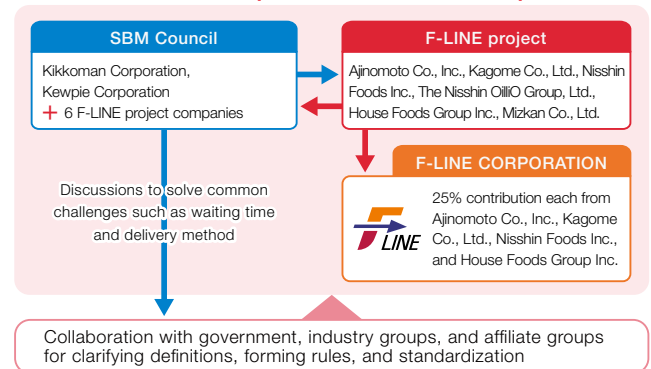 SBM Council
Kikkoman Corporation,
Kewpie Corporation
+ 6 F-LINE project companies
F-LINE project
Ajinomoto Co., Inc., Kagome Co., Ltd., Nisshin
Foods Inc., The Nisshin OilliO Group, Ltd.,
House Foods Group Inc., Mizkan Co., Ltd.
F-LINE CORPORATION
F LINE
25% contribution each from
Ajinomoto Co., Inc., Kagome
Co., Ltd., Nisshin Foods Inc.,
and House Foods Group Inc.
Discussions to solve common
challenges such as waiting time
and delivery method
Collaboration with government, industry groups, and affiliate groups
for clarifying definitions, forming rules, and standardization